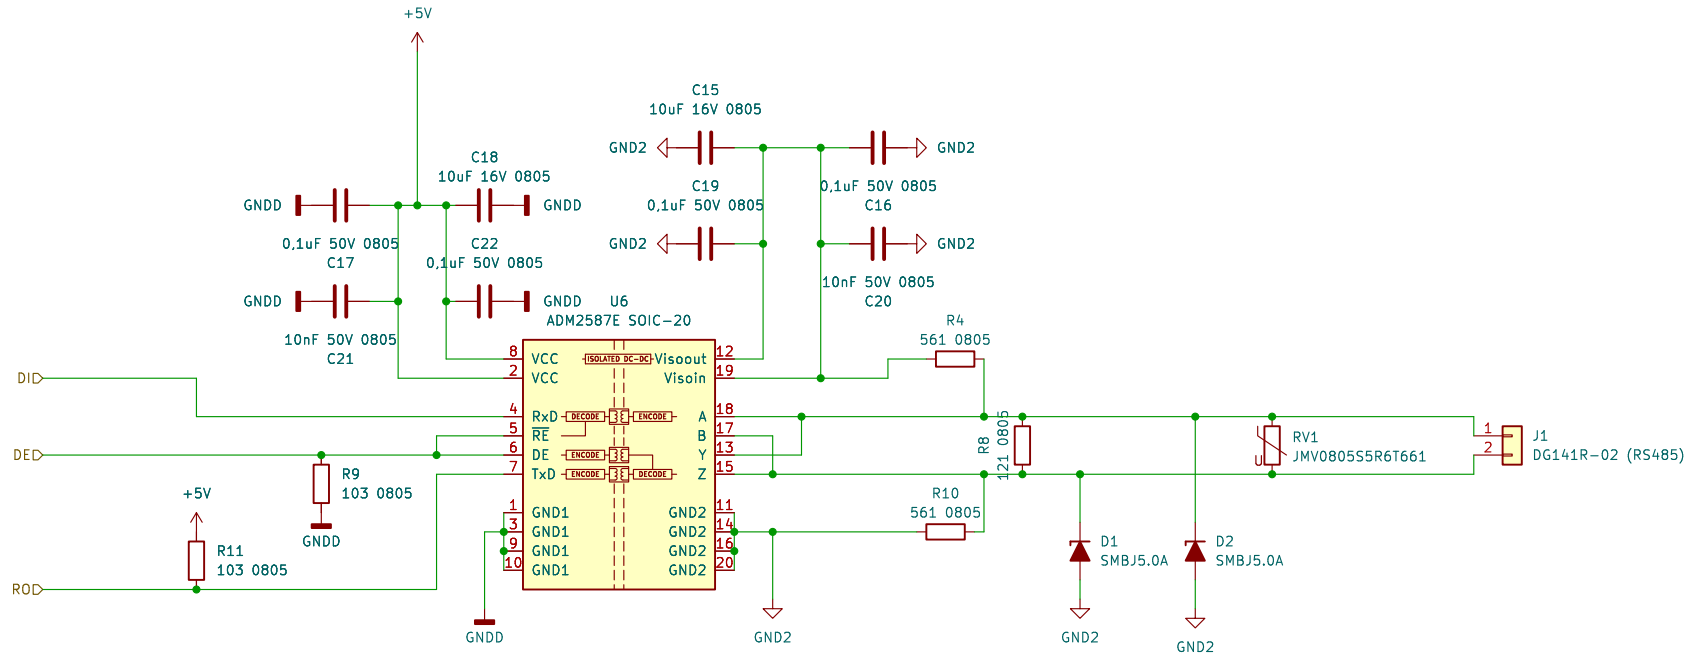 +5V
C15
10uF 16V 0805
GND2
GND2
C18
10uF 16V 0805
C19
0,1uF 50V 0805
0,1uF 50V 0805
C16
GNDD
GNDD
0,1uF 50V 0805
C17
C22
0,1uF 50V 0805
GND2
GND2
10nF 50V 0805
C20
GNDD
GNDD
10nF 50V 0805
C21
U6
ADM2587E SOIC-20
R4
561 0805
8 VCC
ISOLATED DC-DC
Visoout 12
2 VCC
Visoin 19
DI
4 RxD
DECODE
ENCODE
A 18
5 RE
B 17
DE
6 DE
ENCODE
Y 13
7 TxD
ENCODE
DECODE
Z 15
R9
103 0805
GNDD
R8
121 0805
U
RV1
JMV0805S5R6T661
1
2
J1
DG141R-02 (RS485)
+5V
R11
103 0805
RO
1 GND1
GND2 11
3 GND1
GND2 14
9 GND1
GND2 16
10 GND1
GND2 20
R10
561 0805
D1
SMBJ5.0A
D2
SMBJ5.0A
GNDD
GND2
GND2
GND2